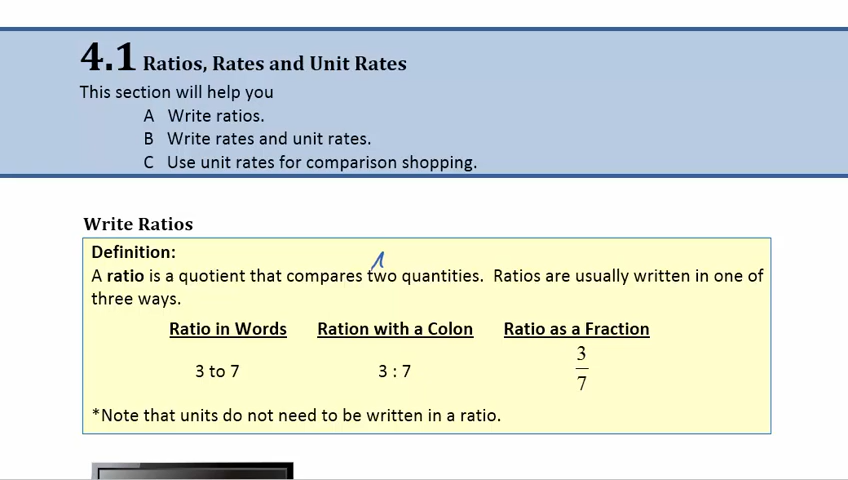 4.1 Ratios, Rates and Unit Rates
This section will help you
A Write ratios.
B Write rates and unit rates.
C Use unit rates for comparison shopping.
Write Ratios
Definition:
A ratio is a quotient that compares two quantities. Ratios are usually written in one of
three ways.
Ratio in Words Ration with a Colon Ratio as a Fraction
3 to 7 3 : 7 3/7
*Note that units do not need to be written in a ratio.